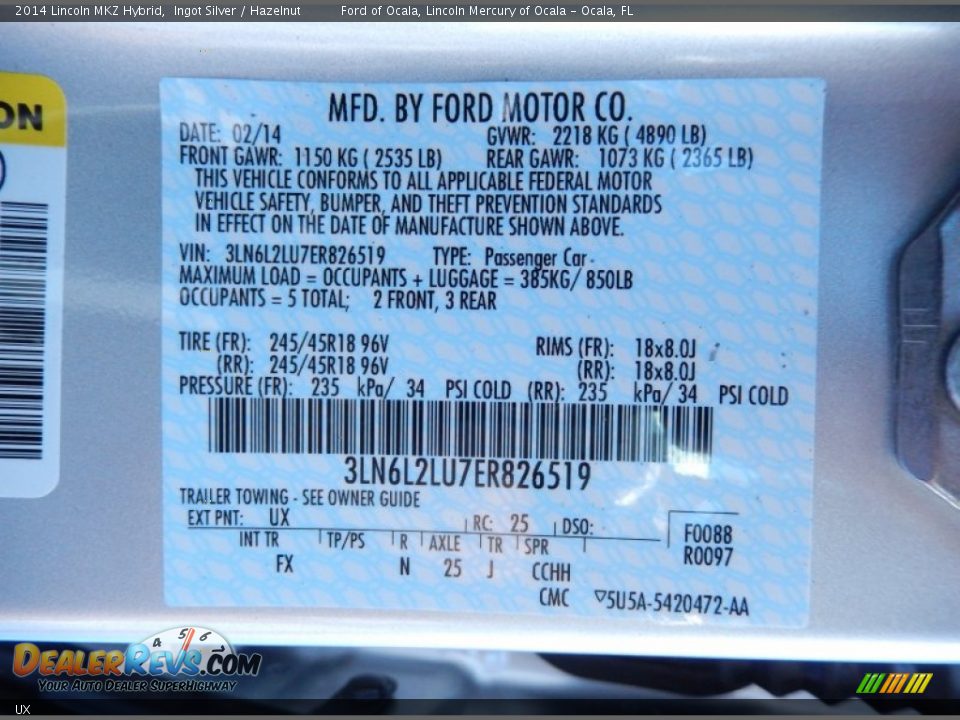 2014 Lincoln MKZ Hybrid, Ingot Silver / Hazelnut Ford of Ocala, Lincoln Mercury of Ocala - Ocala, FL
ON
MFD. BY FORD MOTOR CO.
DATE: 02/14 GVWR: 2218 KG ( 4890 LB)
FRONT GAWR: 1150 KG ( 2535 LB) REAR GAWR: 1073 KG ( 2365 LB)
THIS VEHICLE CONFORMS TO ALL APPLICABLE FEDERAL MOTOR
VEHICLE SAFETY, BUMPER, AND THEFT PREVENTION STANDARDS
IN EFFECT ON THE DATE OF MANUFACTURE SHOWN ABOVE.
VIN: 3LN6L2LU7ER826519 TYPE: Passenger Car
MAXIMUM LOAD = OCCUPANTS + LUGGAGE = 385KG/ 850LB
OCCUPANTS = 5 TOTAL; 2 FRONT, 3 REAR
TIRE (FR): 245/45R18 96V RIMS (FR): 18x8.0J
(RR): 245/45R18 96V (RR): 18x8.0J
PRESSURE (FR): 235 kPa/ 34 PSI COLD (RR): 235 kPa/ 34 PSI COLD
3LN6L2LU7ER826519
TRAILER TOWING - SEE OWNER GUIDE
EXT PNT: UX RC: 25 DSO: F0088
INT TR TP/PS R AXLE TR SPR R0097
FX N 25 J CCHH
CMC ▽5U5A-5420472-AA
4 5 6
DEALERREVS.COM
YOUR AUTO DEALER SUPERHIGHWAY
UX